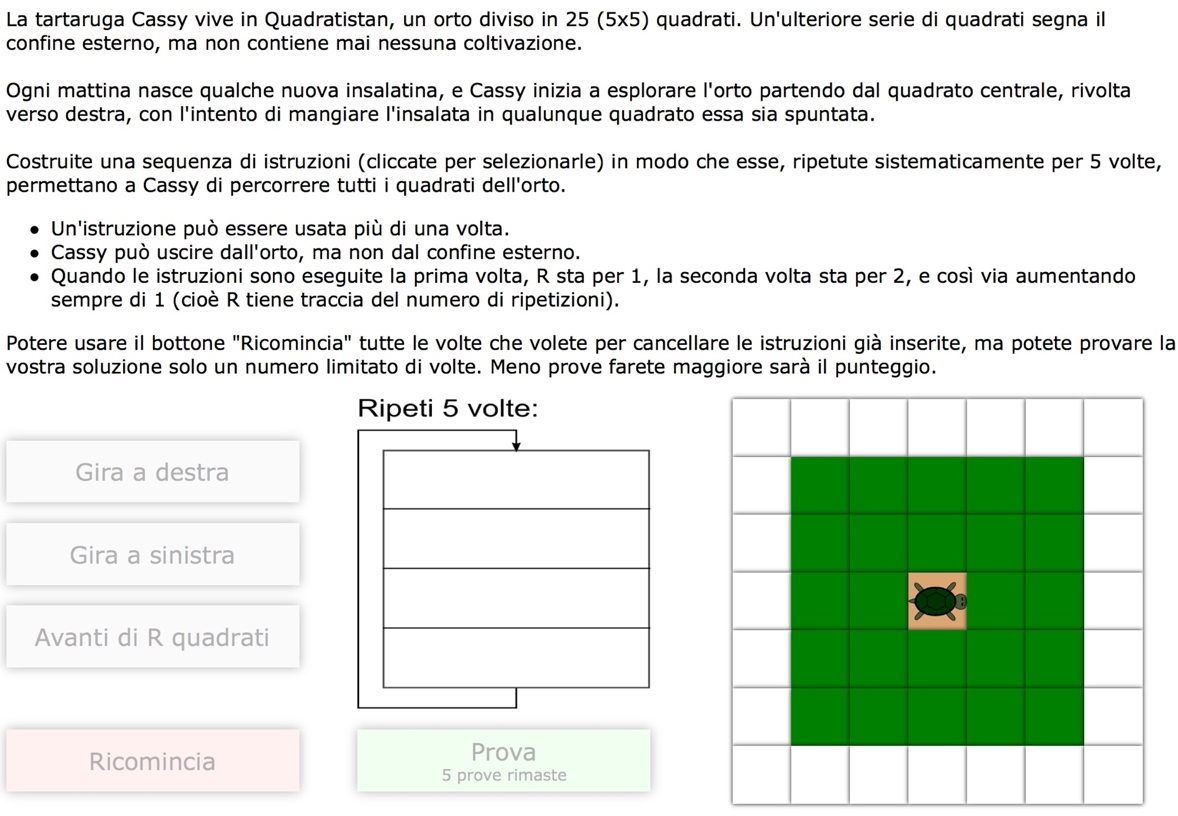 La tartaruga Cassy vive in Quadratistan, un orto diviso in 25 (5x5) quadrati. Un'ulteriore serie di quadrati segna il
confine esterno, ma non contiene mai nessuna coltivazione.
Ogni mattina nasce qualche nuova insalatina, e Cassy inizia a esplorare l'orto partendo dal quadrato centrale, rivolta
verso destra, con l'intento di mangiare l'insalata in qualunque quadrato essa sia spuntata.
Costruite una sequenza di istruzioni (cliccate per selezionarle) in modo che esse, ripetute sistematicamente per 5 volte,
permettano a Cassy di percorrere tutti i quadrati dell'orto.
• Un'istruzione può essere usata più di una volta.
• Cassy può uscire dall'orto, ma non dal confine esterno.
• Quando le istruzioni sono eseguite la prima volta, R sta per 1, la seconda volta sta per 2, e così via aumentando
sempre di 1 (cioè R tiene traccia del numero di ripetizioni).
Potere usare il bottone "Ricomincia" tutte le volte che volete per cancellare le istruzioni già inserite, ma potete provare la
vostra soluzione solo un numero limitato di volte. Meno prove farete maggiore sarà il punteggio.
Ripeti 5 volte:
Gira a destra
Gira a sinistra
Avanti di R quadrati
Ricomincia
Prova
5 prove rimaste